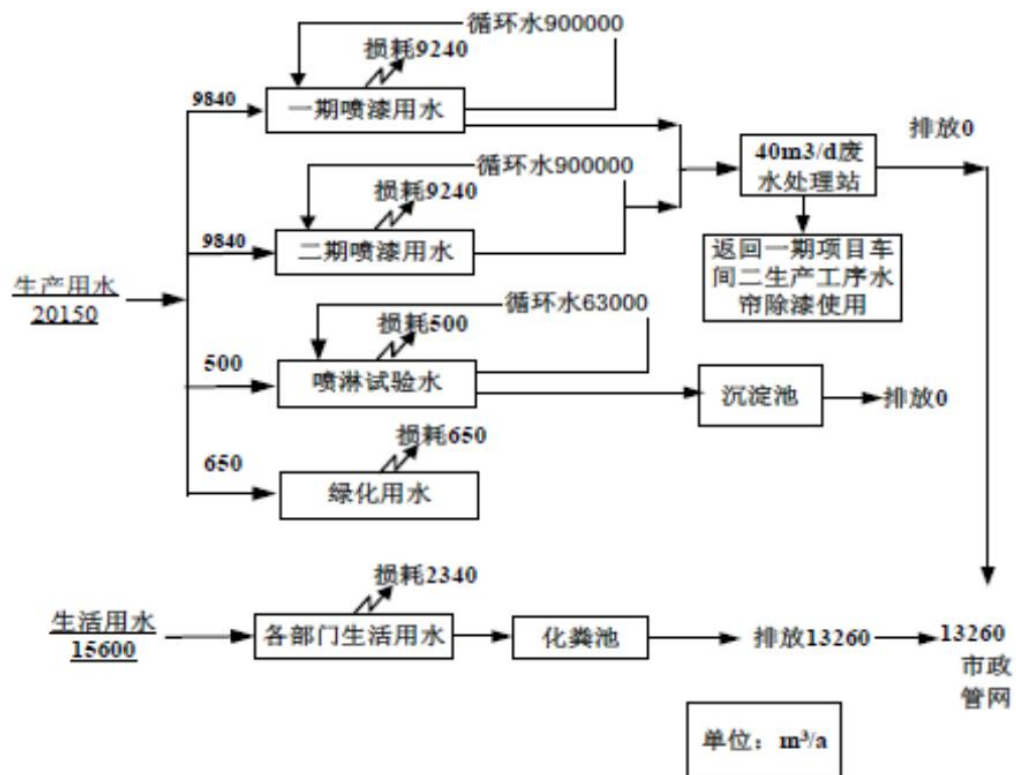 循环水900000
损耗9240
9840
一期喷漆用水
排放0
40m3/d废
水处理站
循环水900000
损耗9240
9840
二期喷漆用水
返回一期项目车
间二生产工序水
帘除漆使用
生产用水
20150
循环水63000
损耗500
500
喷淋试验水
沉淀池
排放0
损耗650
650
绿化用水
损耗2340
生活用水
15600
各部门生活用水
化粪池
排放13260
13260
市政
管网
单位：m³/a